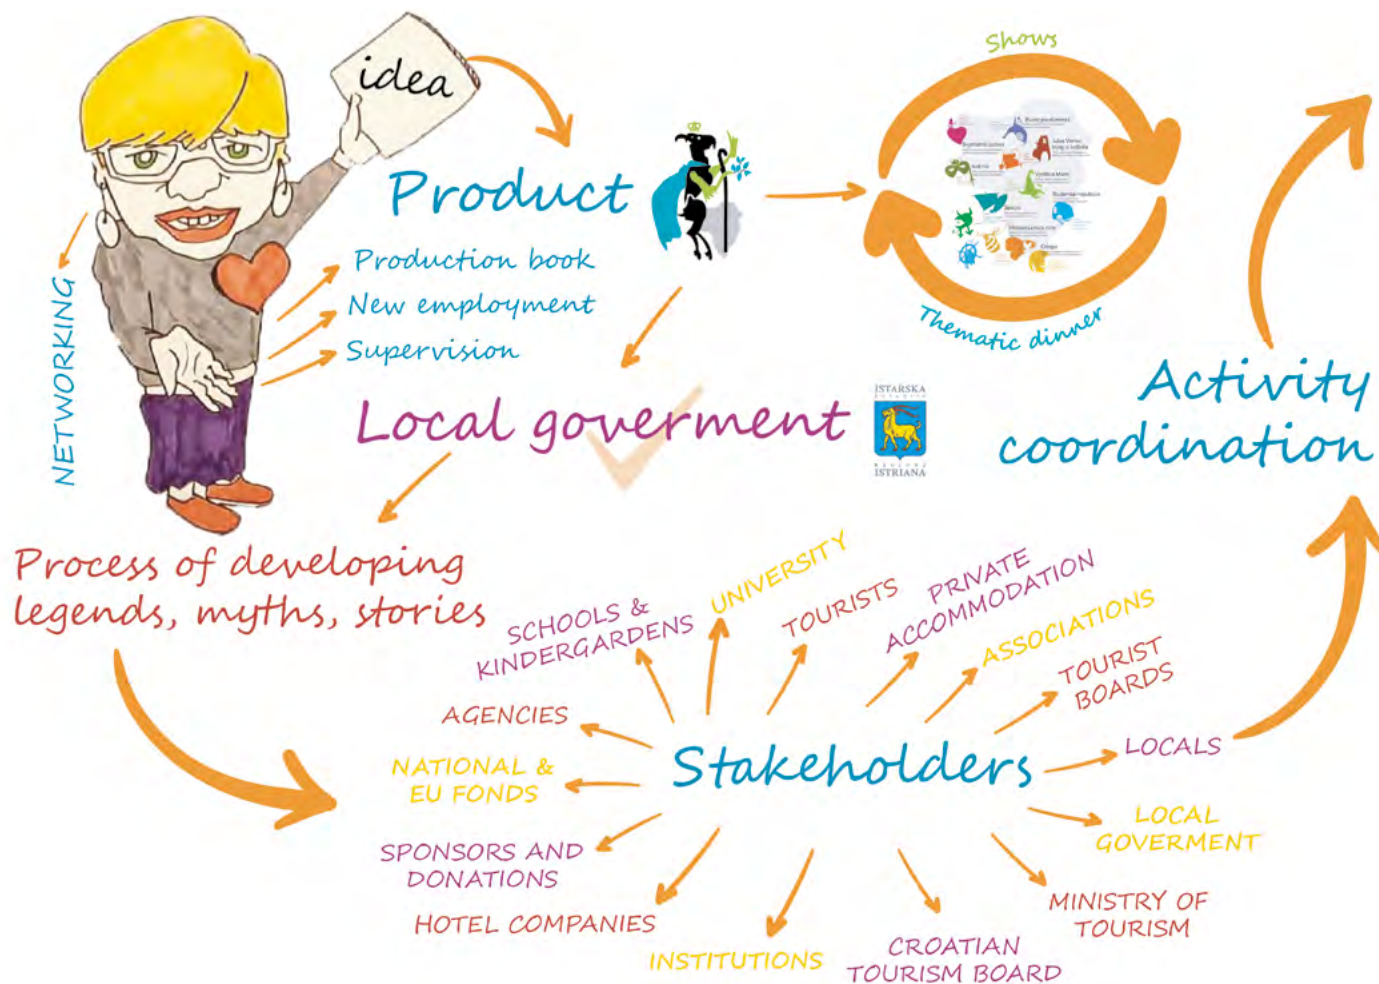 idea
Shows
Product
Production book
New employment
Supervision
Thematic dinner
NETWORKING
Local goverment
ISTARSKA
ISTRIANA
Activity
coordination
Process of developing
legends, myths, stories
SCHOOLS &
KINDERGARDENS
UNIVERSITY
TOURISTS
PRIVATE
ACCOMMODATION
ASSOCIATIONS
TOURIST
BOARDS
AGENCIES
Stakeholders
LOCALS
NATIONAL &
EU FONDS
LOCAL
GOVERMENT
SPONSORS AND
DONATIONS
HOTEL COMPANIES
MINISTRY OF
TOURISM
INSTITUTIONS
CROATIAN
TOURISM BOARD